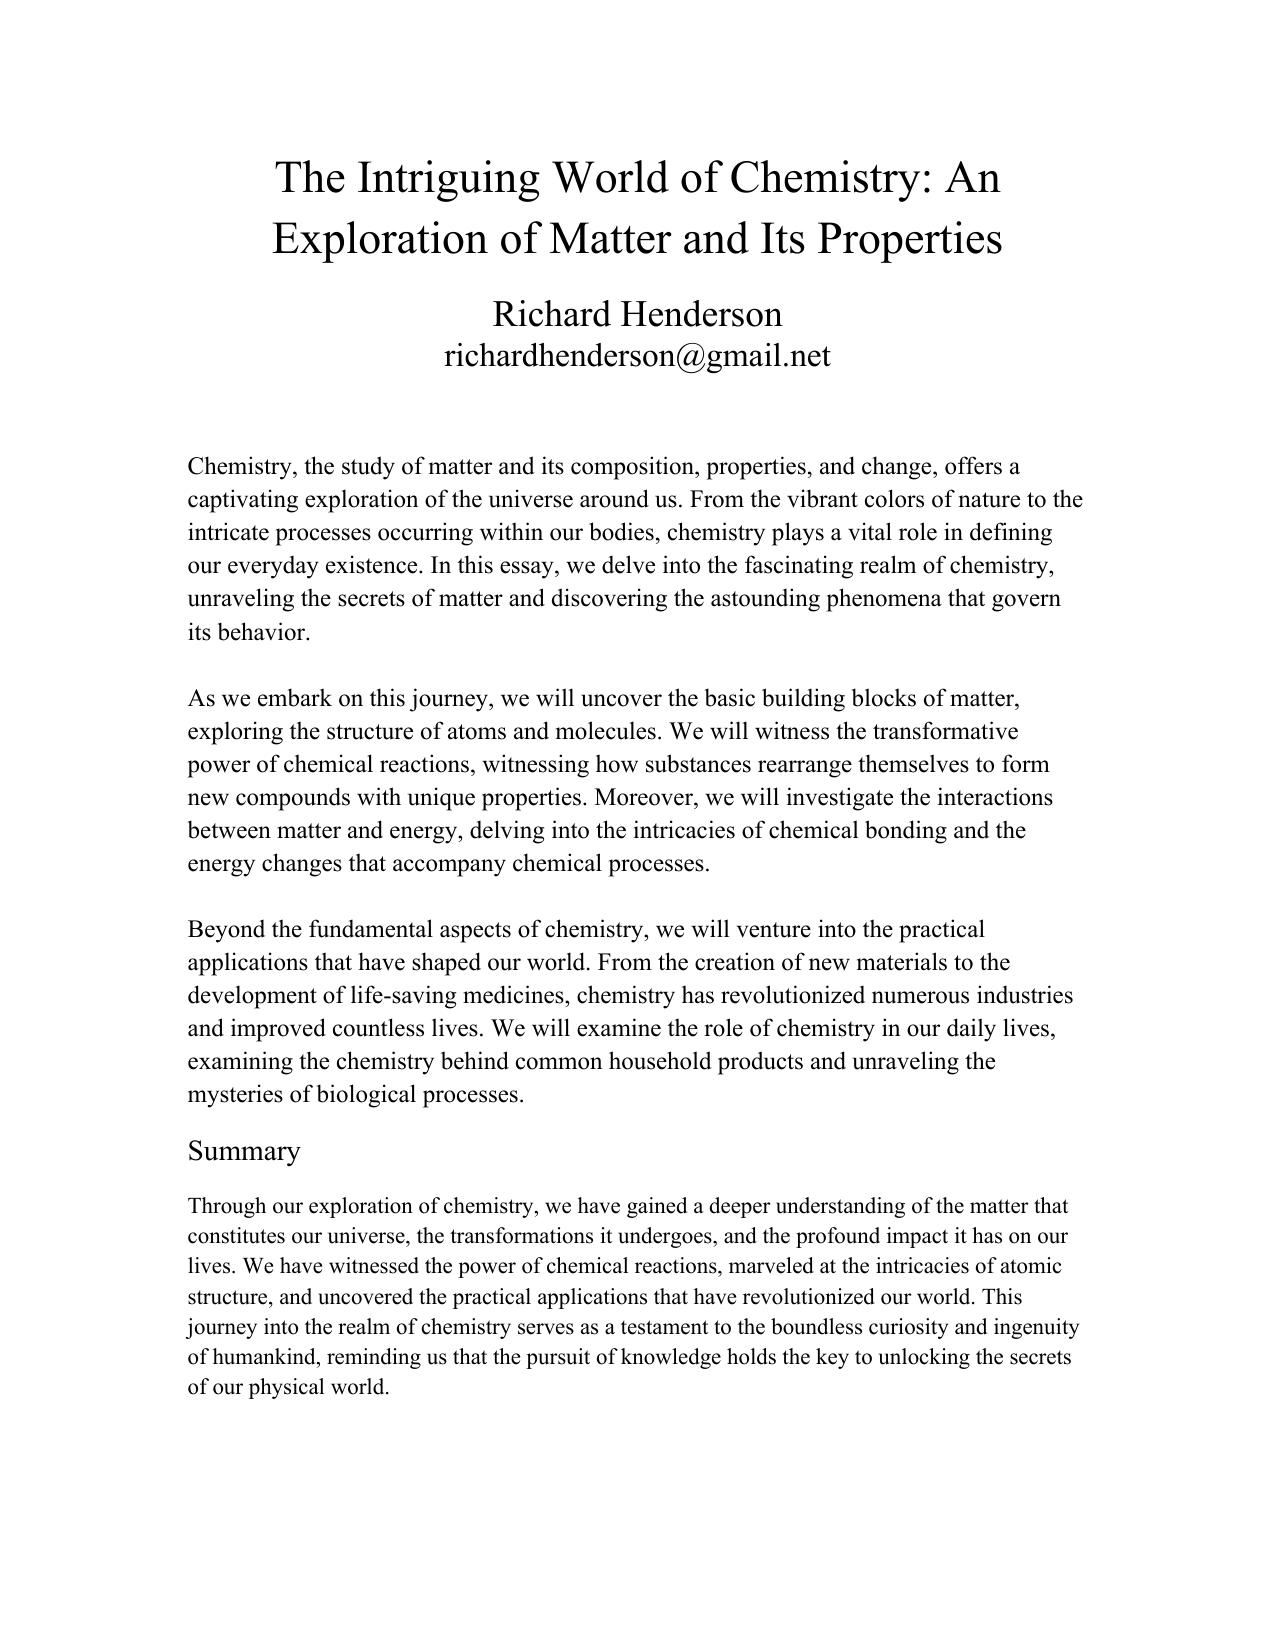 The Intriguing World of Chemistry: An
Exploration of Matter and Its Properties
Richard Henderson
richardhenderson@gmail.net
Chemistry, the study of matter and its composition, properties, and change, offers a
captivating exploration of the universe around us. From the vibrant colors of nature to the
intricate processes occurring within our bodies, chemistry plays a vital role in defining
our everyday existence. In this essay, we delve into the fascinating realm of chemistry,
unraveling the secrets of matter and discovering the astounding phenomena that govern
its behavior.
As we embark on this journey, we will uncover the basic building blocks of matter,
exploring the structure of atoms and molecules. We will witness the transformative
power of chemical reactions, witnessing how substances rearrange themselves to form
new compounds with unique properties. Moreover, we will investigate the interactions
between matter and energy, delving into the intricacies of chemical bonding and the
energy changes that accompany chemical processes.
Beyond the fundamental aspects of chemistry, we will venture into the practical
applications that have shaped our world. From the creation of new materials to the
development of life-saving medicines, chemistry has revolutionized numerous industries
and improved countless lives. We will examine the role of chemistry in our daily lives,
examining the chemistry behind common household products and unraveling the
mysteries of biological processes.
Summary
Through our exploration of chemistry, we have gained a deeper understanding of the matter that
constitutes our universe, the transformations it undergoes, and the profound impact it has on our
lives. We have witnessed the power of chemical reactions, marveled at the intricacies of atomic
structure, and uncovered the practical applications that have revolutionized our world. This
journey into the realm of chemistry serves as a testament to the boundless curiosity and ingenuity
of humankind, reminding us that the pursuit of knowledge holds the key to unlocking the secrets
of our physical world.